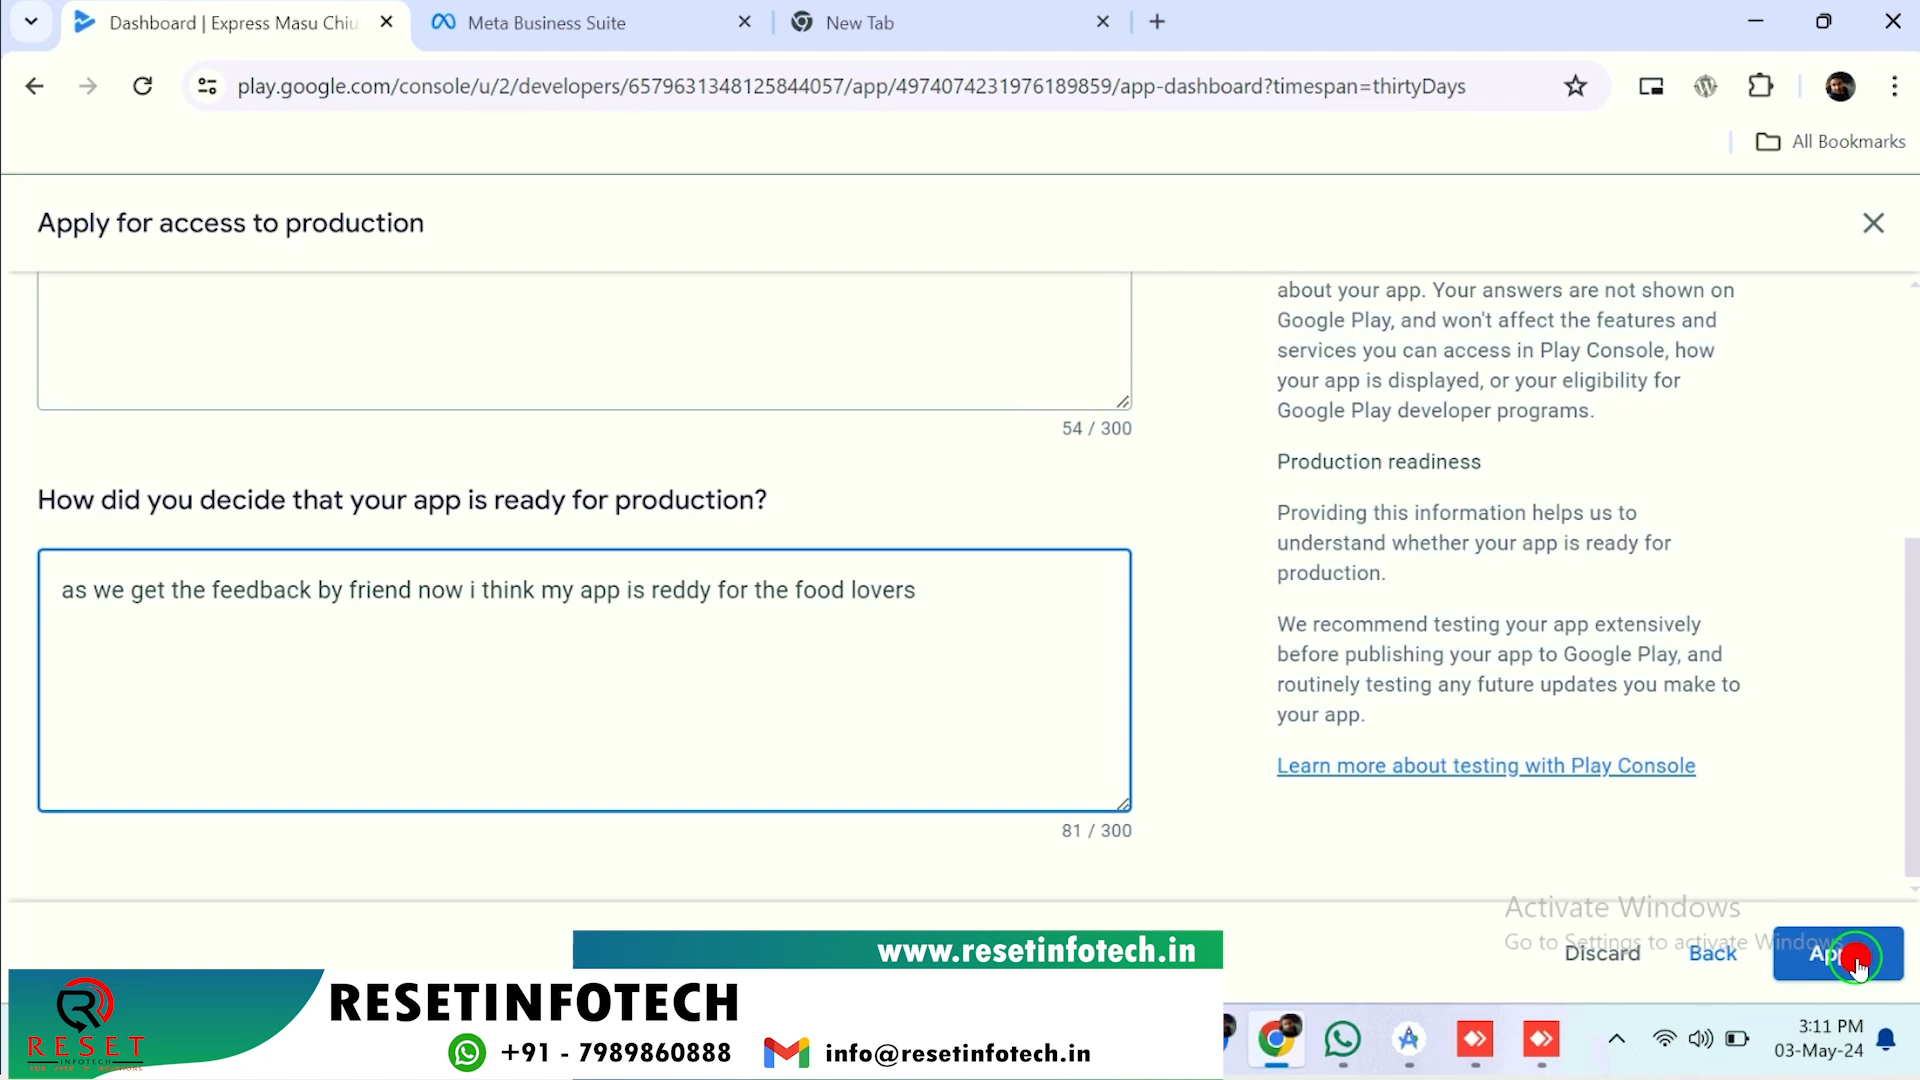 Dashboard | Express Masu Chiu
Meta Business Suite
New Tab
play.google.com/console/u/2/developers/6579631348125844057/app/4974074231976189859/app-dashboard?timespan=thirtyDays
All Bookmarks
Apply for access to production
54 / 300
How did you decide that your app is ready for production?
as we get the feedback by friend now i think my app is reddy for the food lovers
81 / 300
about your app. Your answers are not shown on
Google Play, and won't affect the features and
services you can access in Play Console, how
your app is displayed, or your eligibility for
Google Play developer programs.
Production readiness
Providing this information helps us to
understand whether your app is ready for
production.
We recommend testing your app extensively
before publishing your app to Google Play, and
routinely testing any future updates you make to
your app.
Learn more about testing with Play Console
Activate Windows
Go to Settings to activate Windows.
Discard
Back
www.resetinfotech.in
RESETINFOTECH
+91 - 7989860888
info@resetinfotech.in
RESET
INFOTECH
3:11 PM
03-May-24